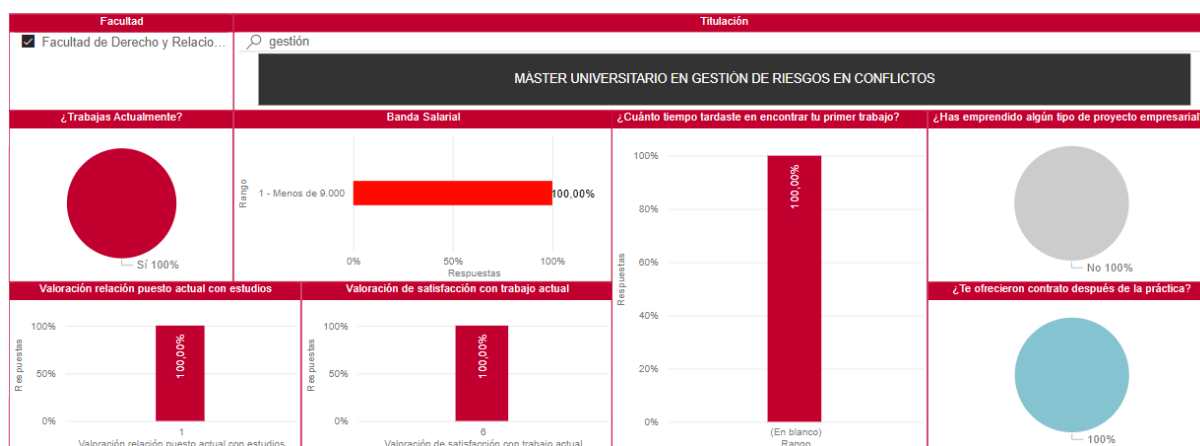 Facultad
Titulación
Facultad de Derecho y Relacio...
gestión
MÁSTER UNIVERSITARIO EN GESTIÓN DE RIESGOS EN CONFLICTOS
¿Trabajas Actualmente?
Sí 100%
Banda Salarial
Rango
1 - Menos de 9.000
100,00%
0%
50%
100%
Respuestas
¿Cuánto tiempo tardaste en encontrar tu primer trabajo?
Respuestas
100%
80%
60%
40%
20%
0%
100,00%
(En blanco)
Rango
¿Has emprendido algún tipo de proyecto empresarial
No 100%
Valoración relación puesto actual con estudios
Respuestas
100%
50%
0%
100,00%
1
Valoración relación puesto actual con estudios
Valoración de satisfacción con trabajo actual
Respuestas
100%
50%
0%
100,00%
6
Valoración de satisfacción con trabajo actual
¿Te ofrecieron contrato después de la práctica?
100%